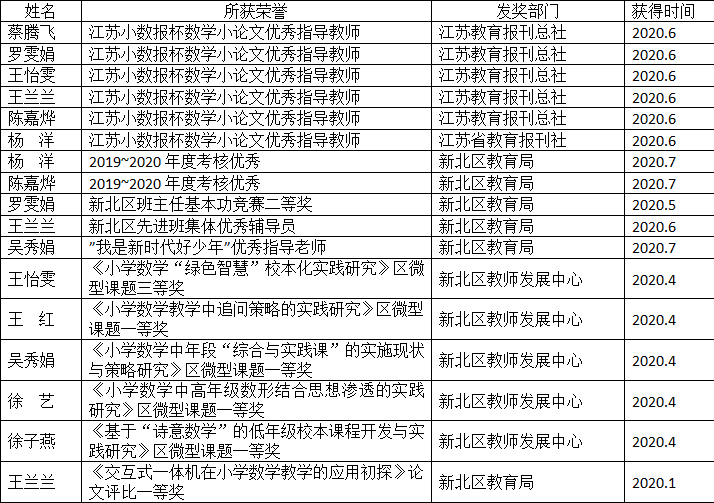 姓名 所获荣誉 发奖部门 获得时间
蔡腾飞 江苏小数报杯数学小论文优秀指导教师 江苏教育报刊总社 2020.6
罗雯娟 江苏小数报杯数学小论文优秀指导教师 江苏教育报刊总社 2020.6
王怡雯 江苏小数报杯数学小论文优秀指导教师 江苏教育报刊总社 2020.6
王兰兰 江苏小数报杯数学小论文优秀指导教师 江苏教育报刊总社 2020.6
陈嘉烨 江苏小数报杯数学小论文优秀指导教师 江苏教育报刊总社 2020.6
杨 洋 江苏小数报杯数学小论文优秀指导教师 江苏省教育报刊社 2020.6
杨 洋 2019~2020 年度考核优秀 新北区教育局 2020.7
陈嘉烨 2019~2020 年度考核优秀 新北区教育局 2020.7
罗雯娟 新北区班主任基本功竞赛二等奖 新北区教育局 2020.5
王兰兰 新北区先进班集体优秀辅导员 新北区教育局 2020.6
吴秀娟 ”我是新时代好少年”优秀指导老师 新北区教育局 2020.7
王怡雯 《小学数学“绿色智慧”校本化实践研究》区微 新北区教师发展中心 2020.4
型课题三等奖
王 红 《小学数学教学中追问策略的实践研究》区微型 新北区教师发展中心 2020.4
课题一等奖
吴秀娟 《小学数学中年段“综合与实践课”的实施现状 新北区教师发展中心 2020.4
与策略研究》区微型课题一等奖
徐 艺 《小学数学中高年级数形结合思想渗透的实践 新北区教师发展中心 2020.4
研究》区微型课题一等奖
徐子燕 《基于“诗意数学”的低年级校本课程开发与实 新北区教师发展中心 2020.4
践研究》区微型课题一等奖
王兰兰 《交互式一体机在小学数学教学的应用初探》论 新北区教育局 2020.1
文评比一等奖